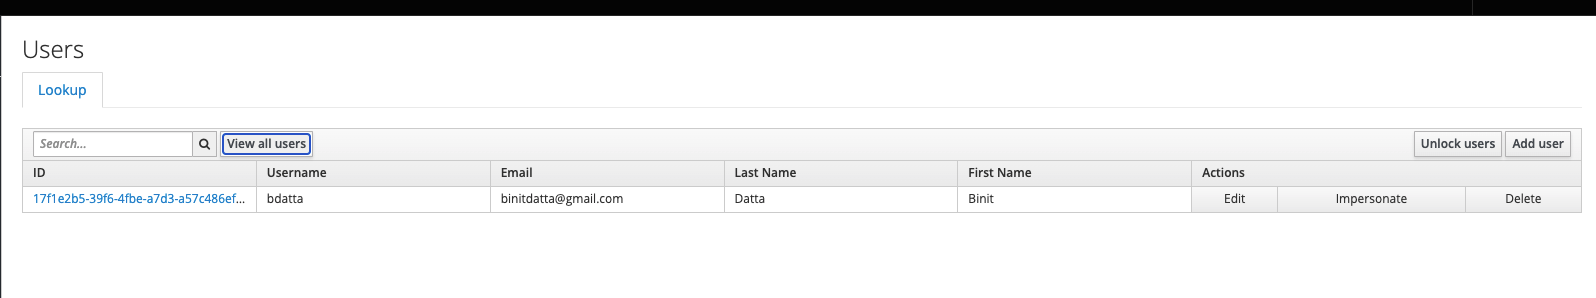 Users
Lookup
Search... View all users Unlock users Add user
ID Username Email Last Name First Name Actions
17f1e2b5-39f6-4fbe-a7d3-a57c486ef... bdatta binitdatta@gmail.com Datta Binit Edit Impersonate Delete